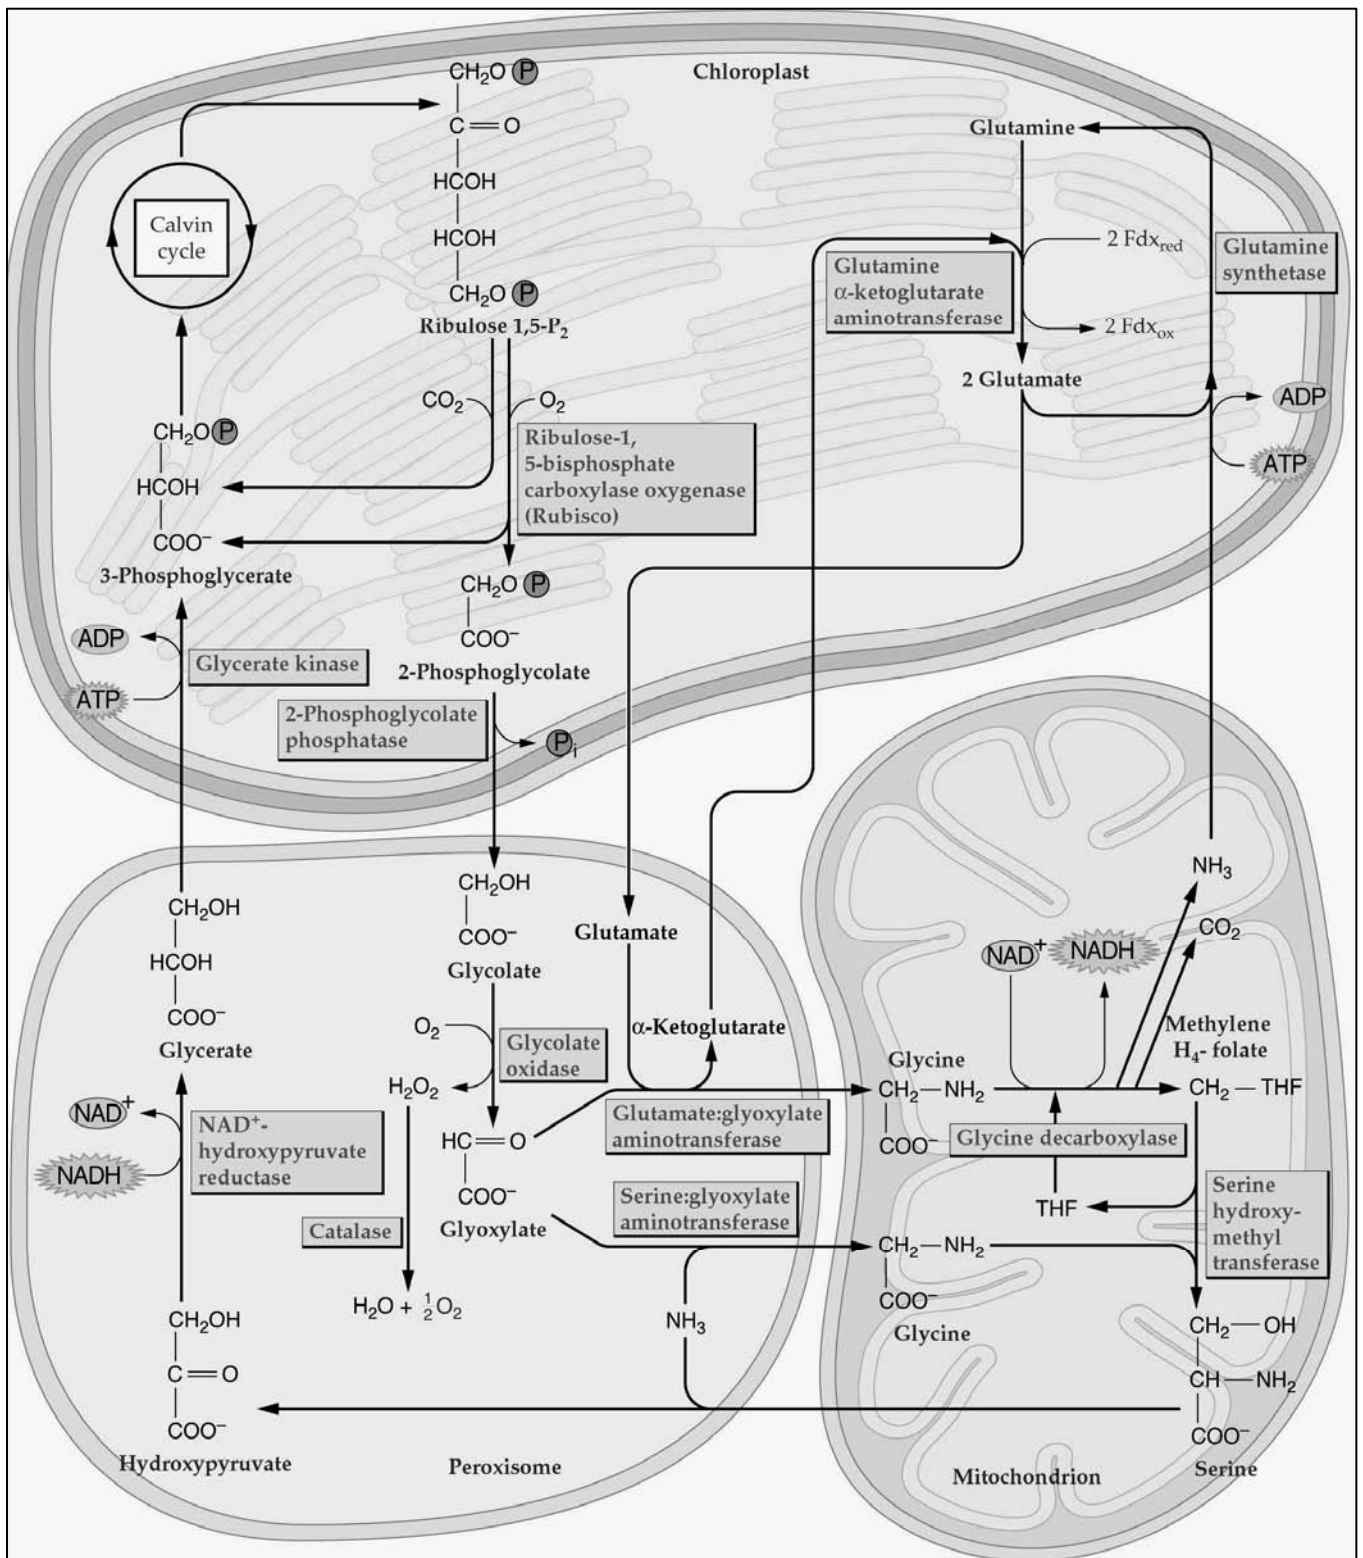 Chloroplast
CH₂O P
C=O
HCOH
HCOH
CH₂O P
Ribulose 1,5-P₂
Calvin
cycle
CO₂
O₂
Ribulose-1,
5-bisphosphate
carboxylase oxygenase
(Rubisco)
CH₂O P
HCOH
COO⁻
3-Phosphoglycerate
CH₂O P
COO⁻
2-Phosphoglycolate
ADP
ATP
Glycerate kinase
2-Phosphoglycolate
phosphatase
Pᵢ
Glutamine
2 Fdx_red
Glutamine
α-ketoglutarate
aminotransferase
2 Fdx_ox
2 Glutamate
Glutamine
synthetase
ADP
ATP
CH₂OH
HCOH
COO⁻
Glycerate
CH₂OH
COO⁻
Glycolate
Glutamate
α-Ketoglutarate
O₂
Glycolate
oxidase
H₂O₂
NAD⁺
NADH
NAD⁺-
hydroxypyruvate
reductase
HC=O
COO⁻
Glyoxylate
Glutamate:glyoxylate
aminotransferase
Serine:glyoxylate
aminotransferase
Catalase
H₂O + ½O₂
NH₃
CH₂OH
C=O
COO⁻
Hydroxypyruvate
Peroxisome
NH₃
CO₂
NAD⁺
NADH
Methylene
H₄- folate
Glycine
CH₂—NH₂
COO⁻
CH₂—THF
Glycine decarboxylase
THF
Serine
hydroxy-
methyl
transferase
CH₂—NH₂
COO⁻
Glycine
CH₂—OH
CH—NH₂
COO⁻
Serine
Mitochondrion